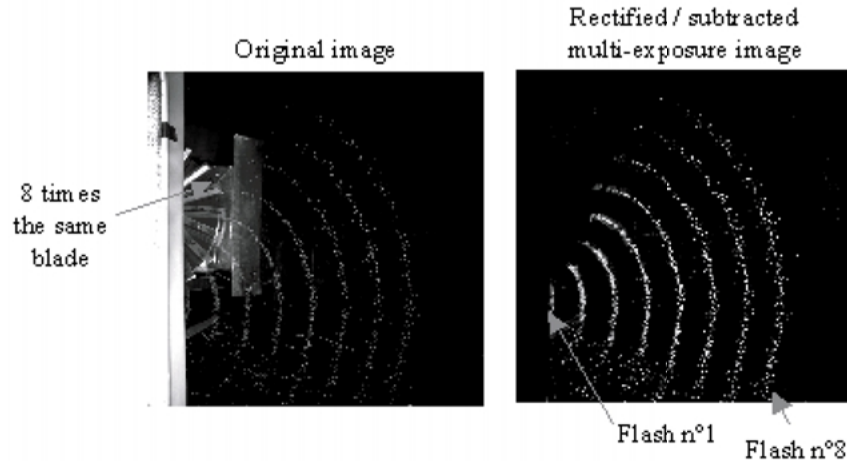 Original image
Rectified / subtracted
multi-exposure image
8 times
the same
blade
Flash n°1
Flash n°8